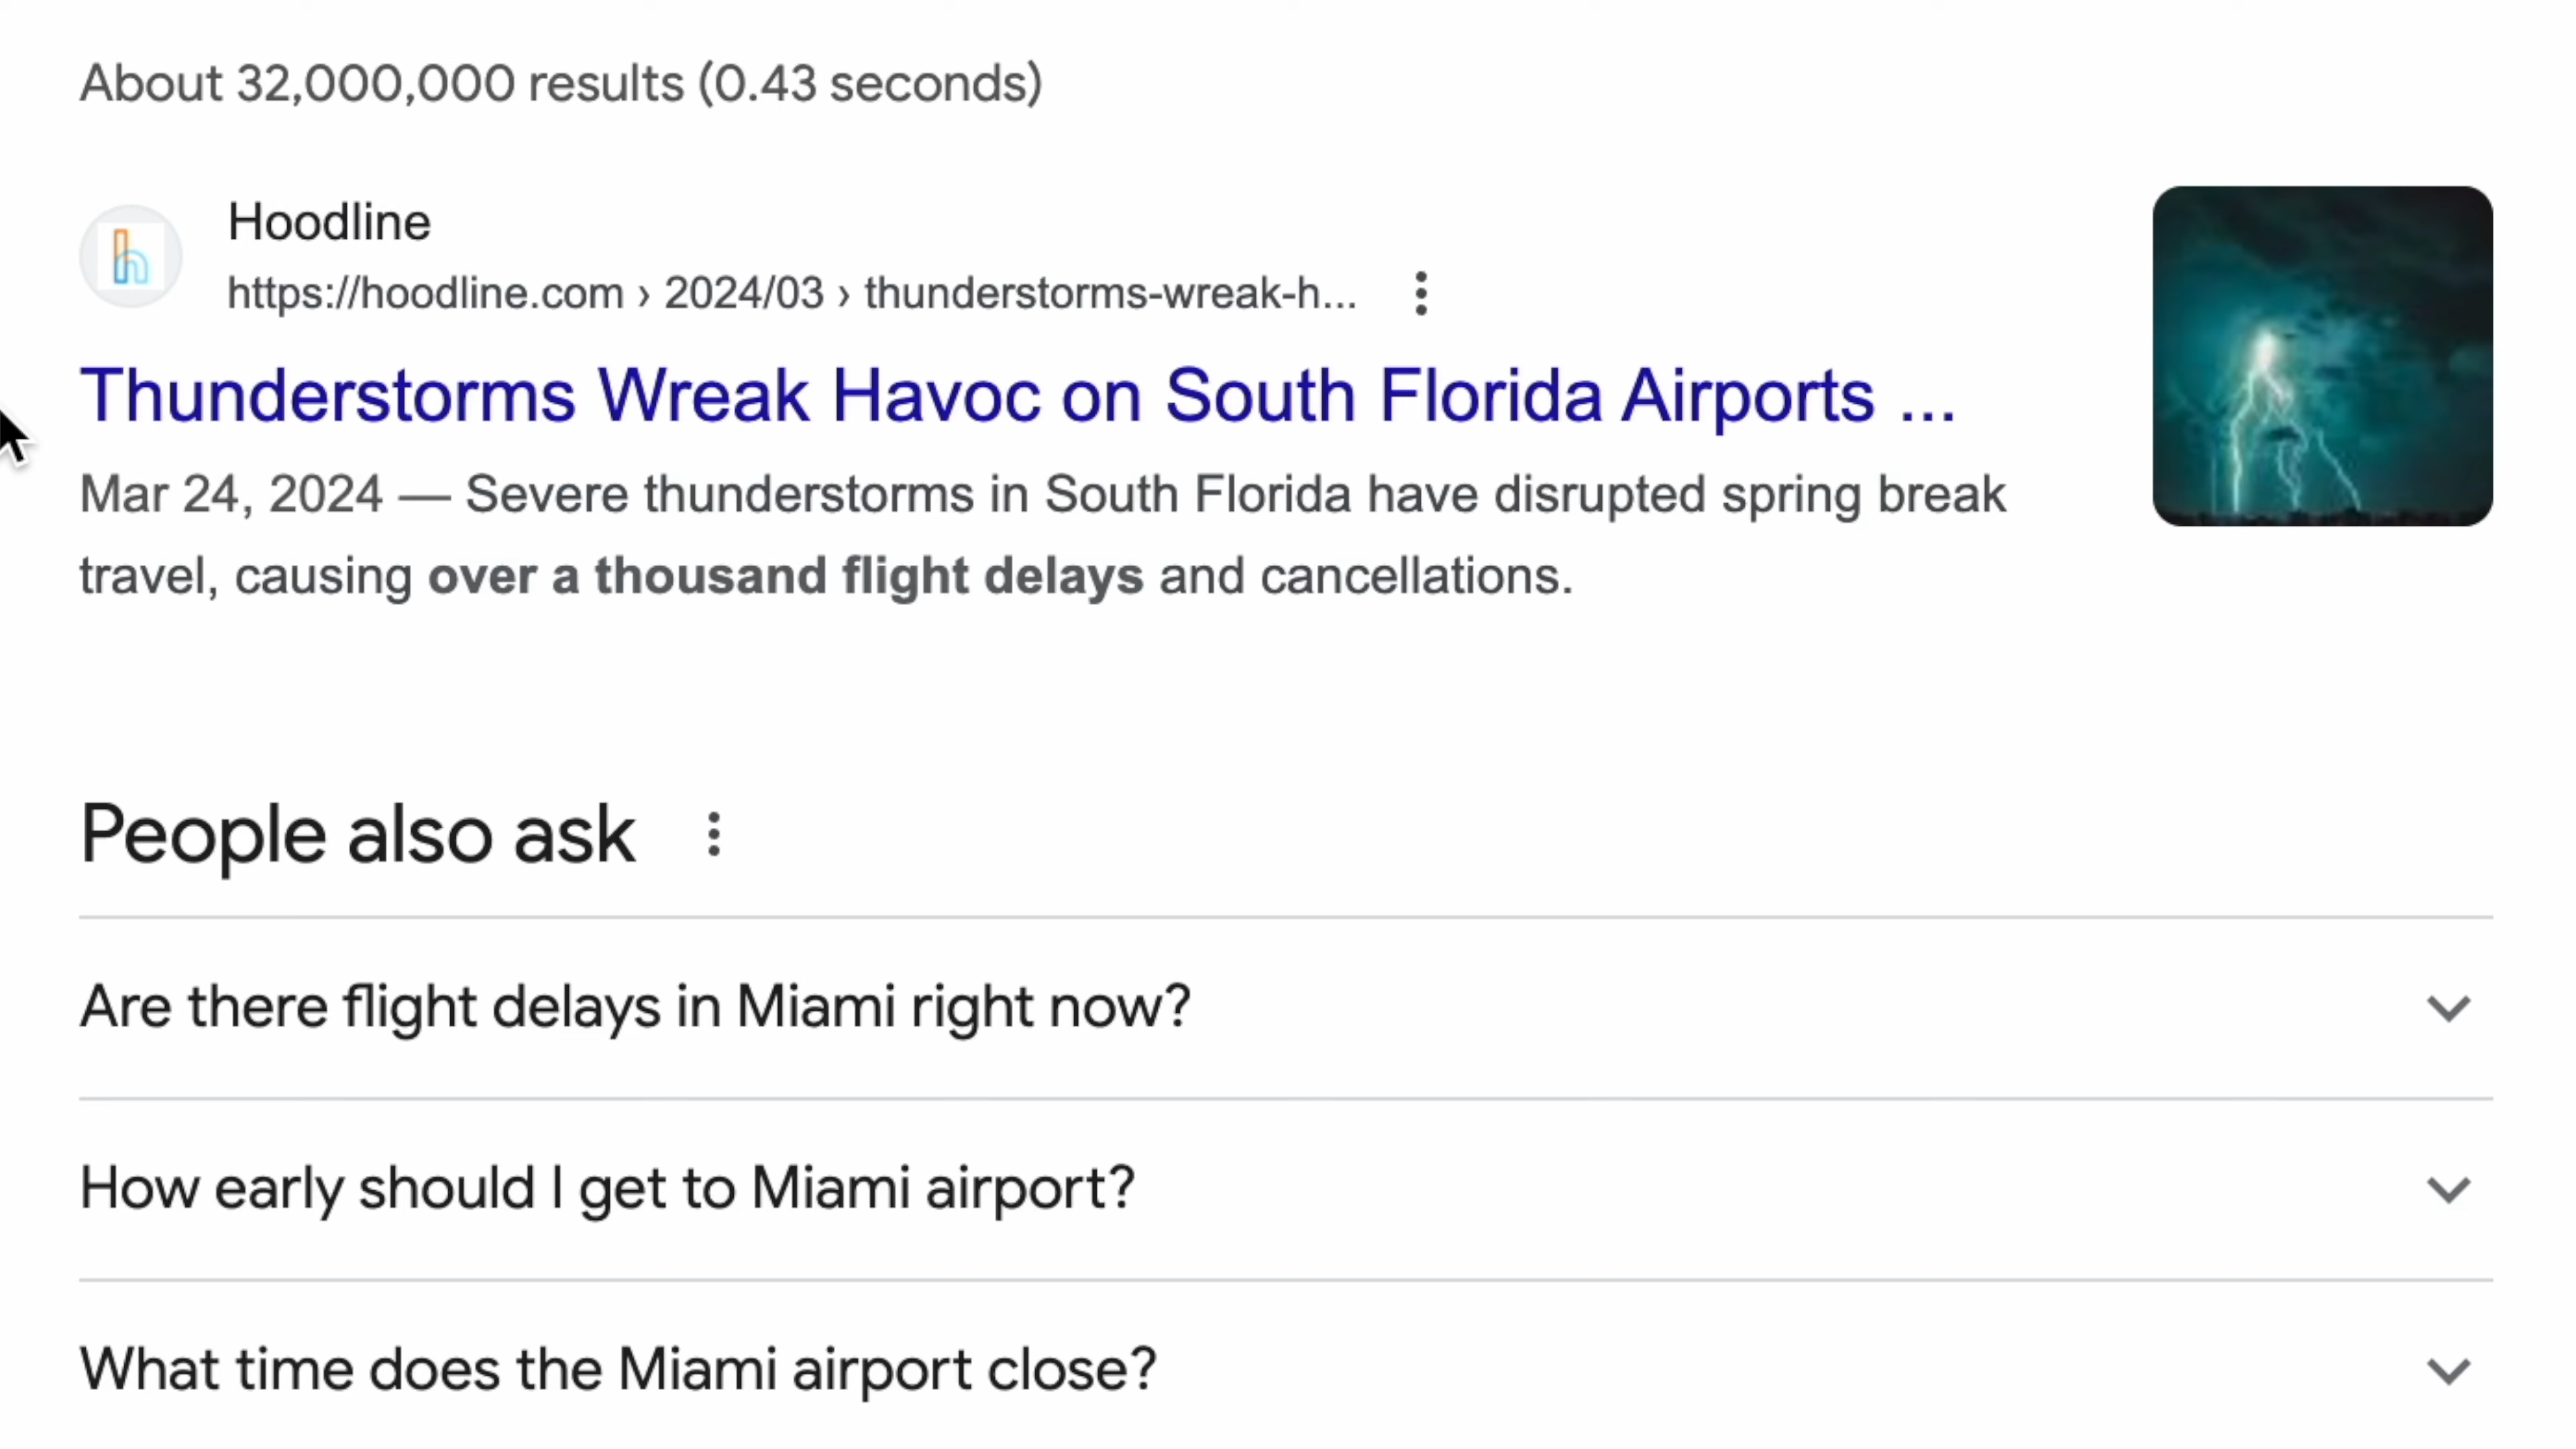 About 32,000,000 results (0.43 seconds)
Hoodline
https://hoodline.com › 2024/03 › thunderstorms-wreak-h...
Thunderstorms Wreak Havoc on South Florida Airports ...
Mar 24, 2024 — Severe thunderstorms in South Florida have disrupted spring break
travel, causing over a thousand flight delays and cancellations.
People also ask
Are there flight delays in Miami right now?
How early should I get to Miami airport?
What time does the Miami airport close?